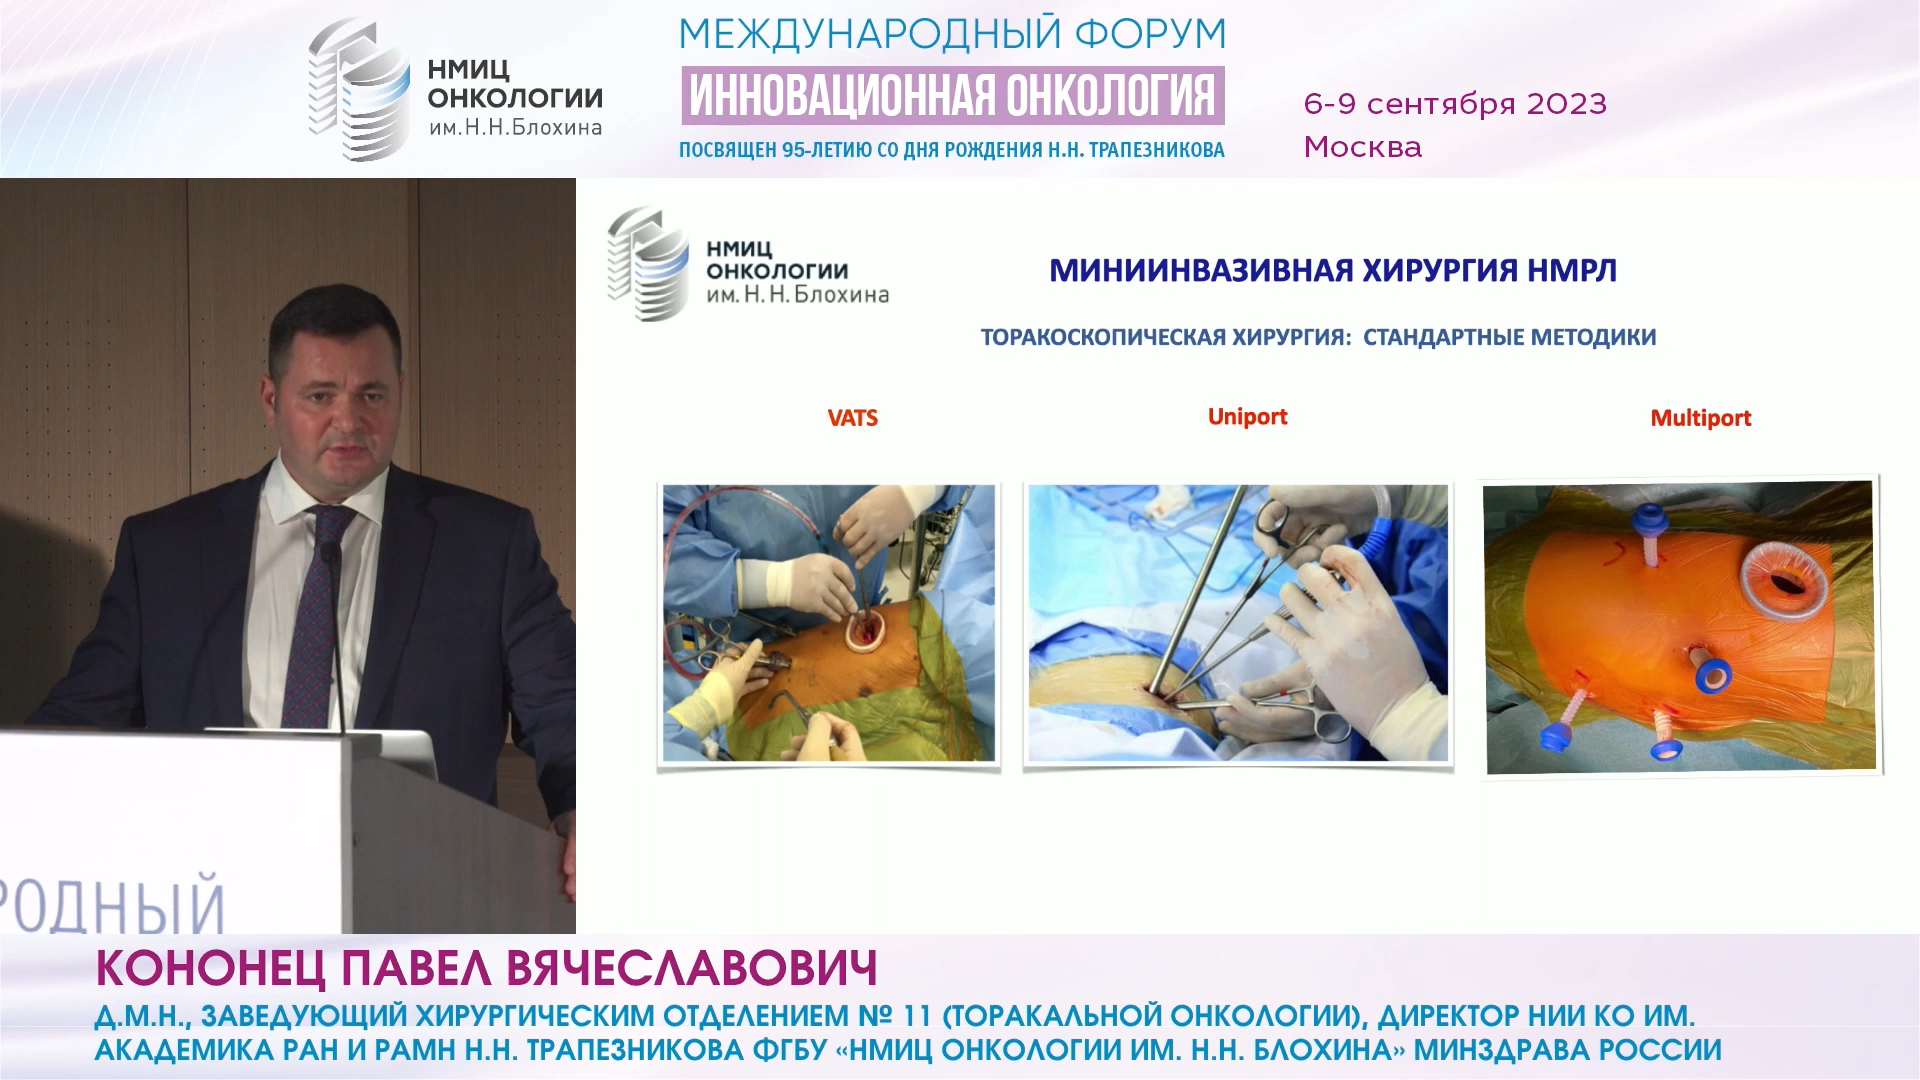 НМИЦ
ОНКОЛОГИИ
им.Н.Н.Блохина
МЕЖДУНАРОДНЫЙ ФОРУМ
ИННОВАЦИОННАЯ ОНКОЛОГИЯ
ПОСВЯЩЕН 95-ЛЕТИЮ СО ДНЯ РОЖДЕНИЯ Н.Н. ТРАПЕЗНИКОВА
6-9 сентября 2023
Москва
НМИЦ
ОНКОЛОГИИ
им. Н. Н. Блохина
МИНИИНВАЗИВНАЯ ХИРУРГИЯ НМРЛ
ТОРАКОСКОПИЧЕСКАЯ ХИРУРГИЯ: СТАНДАРТНЫЕ МЕТОДИКИ
VATS
Uniport
Multiport
РОДНЫЙ
КОНОНЕЦ ПАВЕЛ ВЯЧЕСЛАВОВИЧ
Д.М.Н., ЗАВЕДУЮЩИЙ ХИРУРГИЧЕСКИМ ОТДЕЛЕНИЕМ № 11 (ТОРАКАЛЬНОЙ ОНКОЛОГИИ), ДИРЕКТОР НИИ КО ИМ.
АКАДЕМИКА РАН И РАМН Н.Н. ТРАПЕЗНИКОВА ФГБУ «НМИЦ ОНКОЛОГИИ ИМ. Н.Н. БЛОХИНА» МИНЗДРАВА РОССИИ